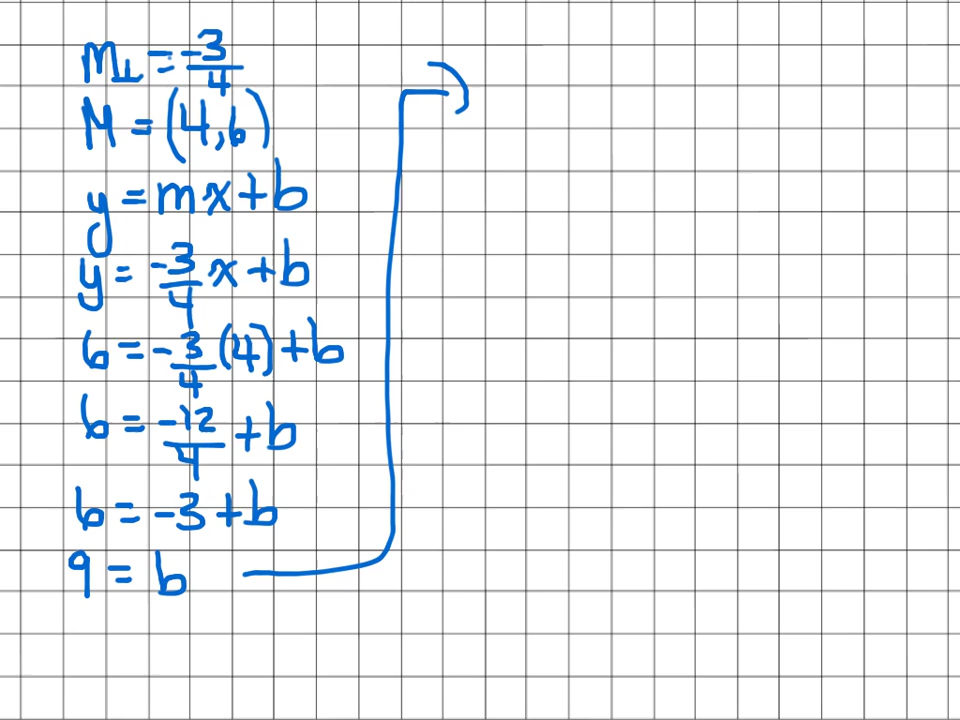 m⊥ = -3/4
M = (4,6)
y = mx+b
y = -3/4 x+b
6 = -3/4 (4) +b
6 = -12/4 +b
6 = -3 +b
9 = b